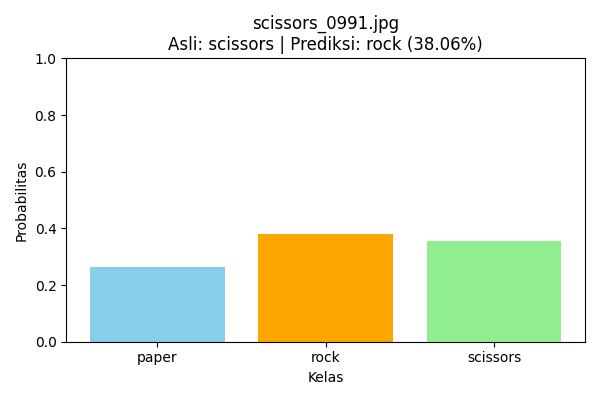 scissors_0991.jpg
Asli: scissors | Prediksi: rock (38.06%)
Probabilitas
1.0
0.8
0.6
0.4
0.2
0.0
paper
rock
scissors
Kelas